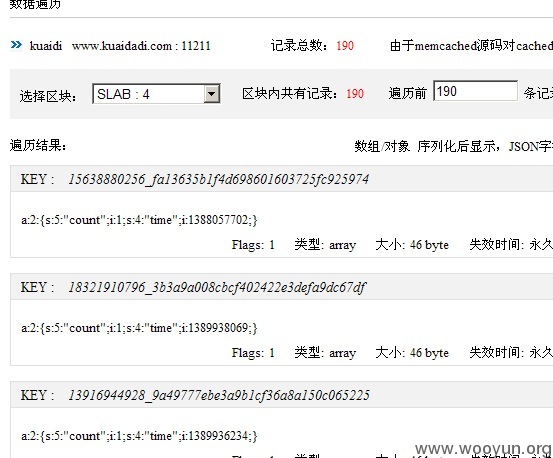 数据遍历
kuaidi www.kuaidadi.com : 11211 记录总数：190 由于memcached源码对cached
选择区块： SLAB : 4 区块内共有记录：190 遍历前 190 条记
遍历结果： 数组/对象 序列化后显示，JSON字
KEY : 15638880256_fa13635b1f4d698601603725fc925974
a:2:{s:5:"count";i:1;s:4:"time";i:1388057702;}
Flags: 1 类型: array 大小: 46 byte 失效时间: 永久
KEY : 18321910796_3b3a9a008cbcf402422e3defa9dc67df
a:2:{s:5:"count";i:1;s:4:"time";i:1389938069;}
Flags: 1 类型: array 大小: 46 byte 失效时间: 永久
KEY : 13916944928_9a49777ebe3a9b1cf36a8a150c065225
a:2:{s:5:"count";i:1;s:4:"time";i:1389936234;}
www.wooyun.org